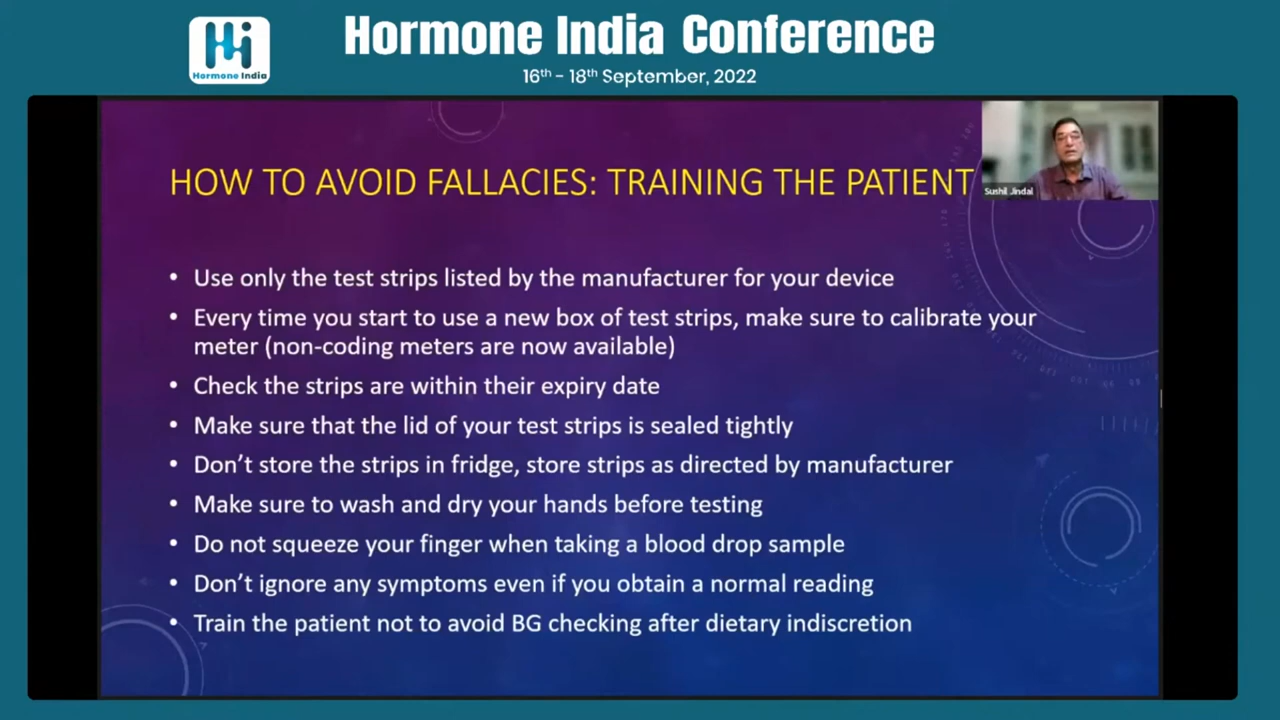 Hormone India Conference
16th - 18th September, 2022
Hi
Hormone India
HOW TO AVOID FALLACIES: TRAINING THE PATIENT
Sushil Jindal
• Use only the test strips listed by the manufacturer for your device
• Every time you start to use a new box of test strips, make sure to calibrate your
meter (non-coding meters are now available)
• Check the strips are within their expiry date
• Make sure that the lid of your test strips is sealed tightly
• Don’t store the strips in fridge, store strips as directed by manufacturer
• Make sure to wash and dry your hands before testing
• Do not squeeze your finger when taking a blood drop sample
• Don’t ignore any symptoms even if you obtain a normal reading
• Train the patient not to avoid BG checking after dietary indiscretion